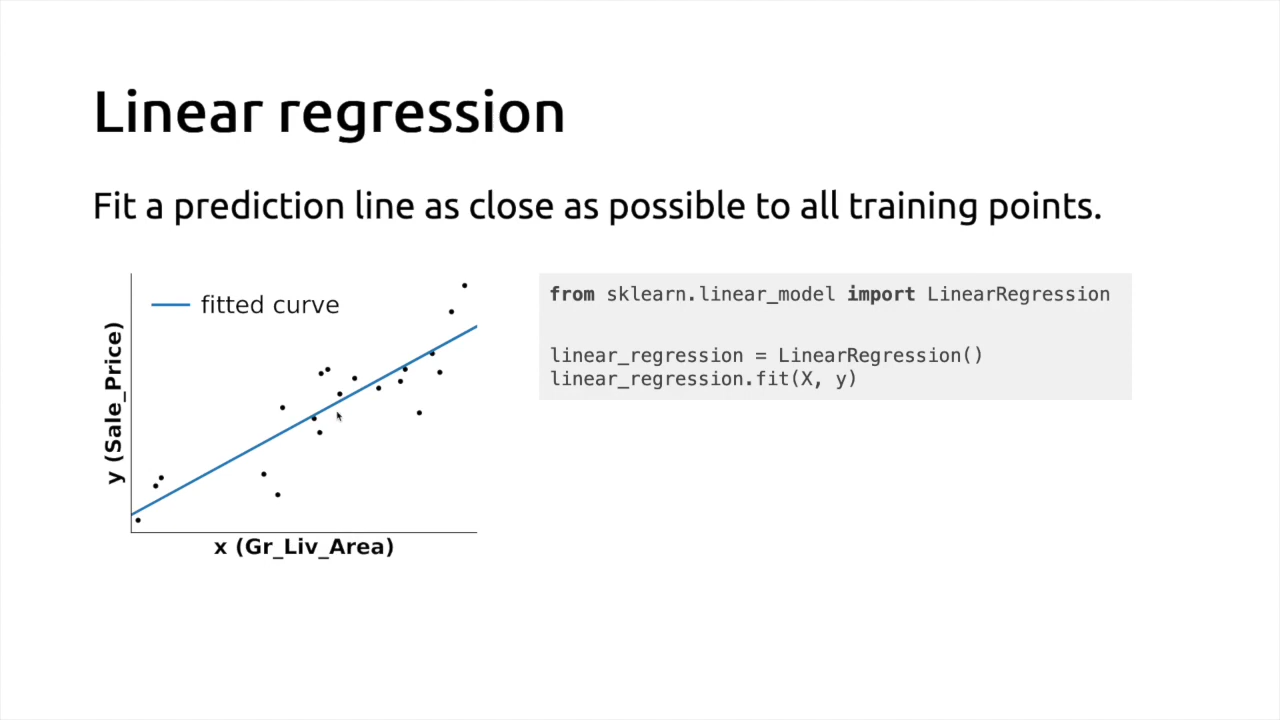 Linear regression
Fit a prediction line as close as possible to all training points.
fitted curve
y (Sale_Price)
x (Gr_Liv_Area)
from sklearn.linear_model import LinearRegression
linear_regression = LinearRegression()
linear_regression.fit(X, y)